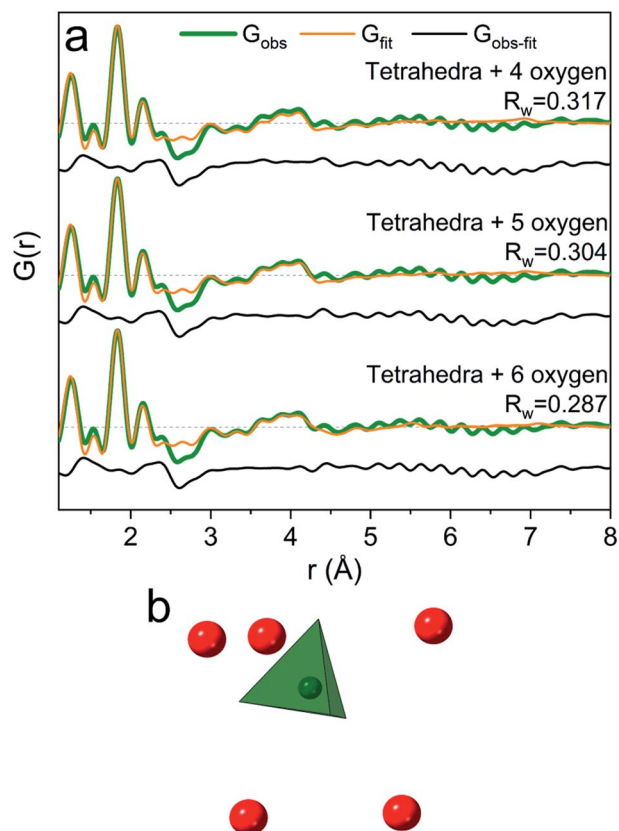 a
G_obs G_fit G_obs-fit
Tetrahedra + 4 oxygen
R_w=0.317
Tetrahedra + 5 oxygen
R_w=0.304
Tetrahedra + 6 oxygen
R_w=0.287
G(r)
2 3 4 5 6 7 8
r (Å)
b